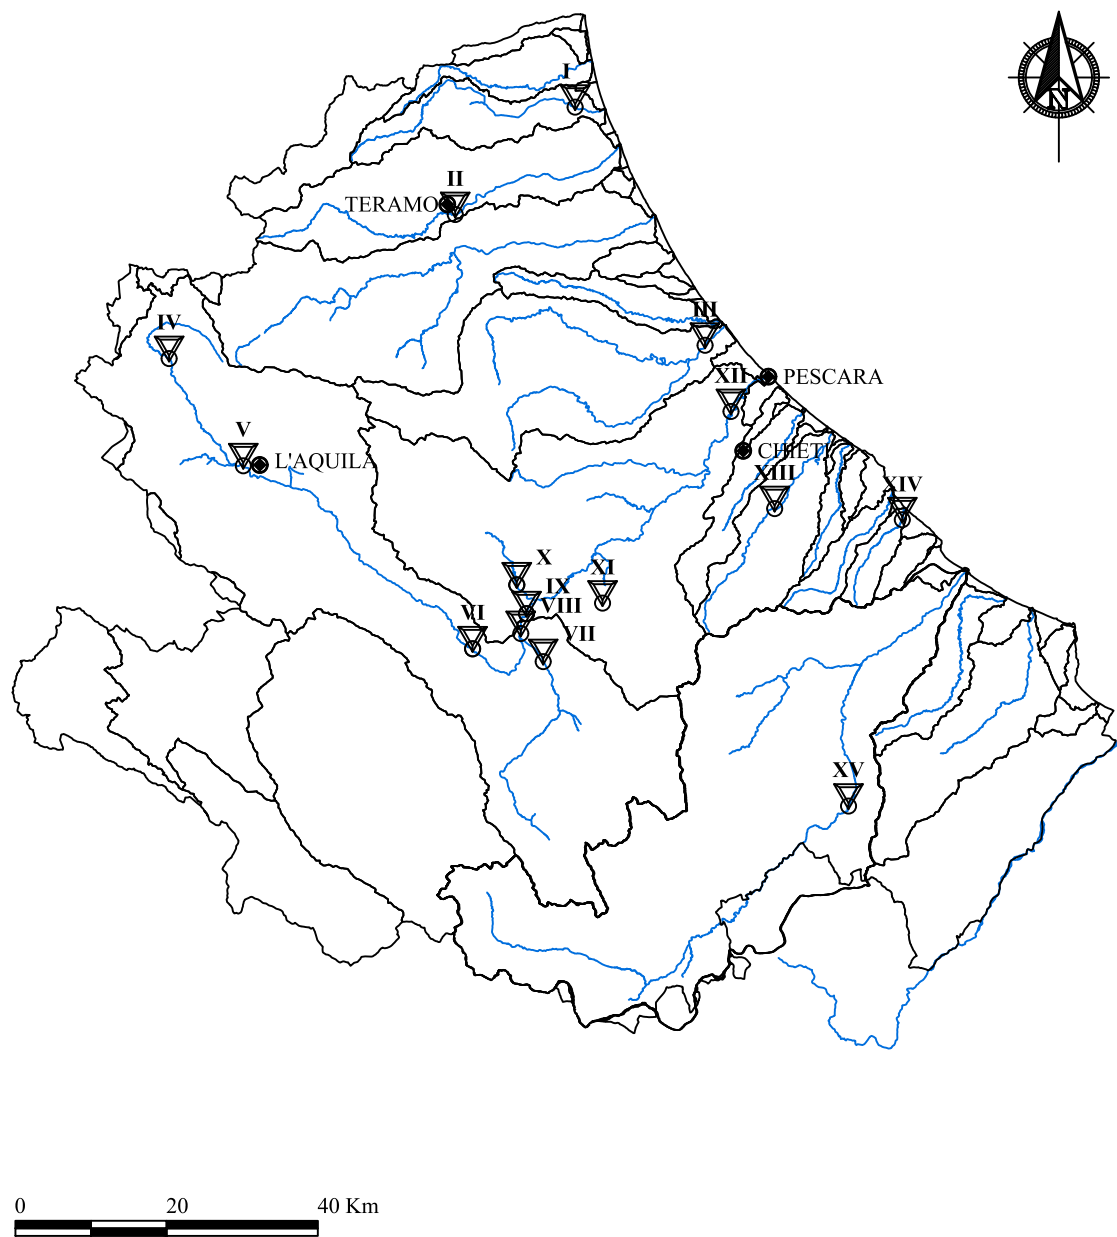 N
I
II
TERAMO
III
IV
PESCARA
XII
V
CHIETI
L'AQUILA
XIII
XIV
X
XI
IX
VIII
VI
VII
XV
0 20 40 Km